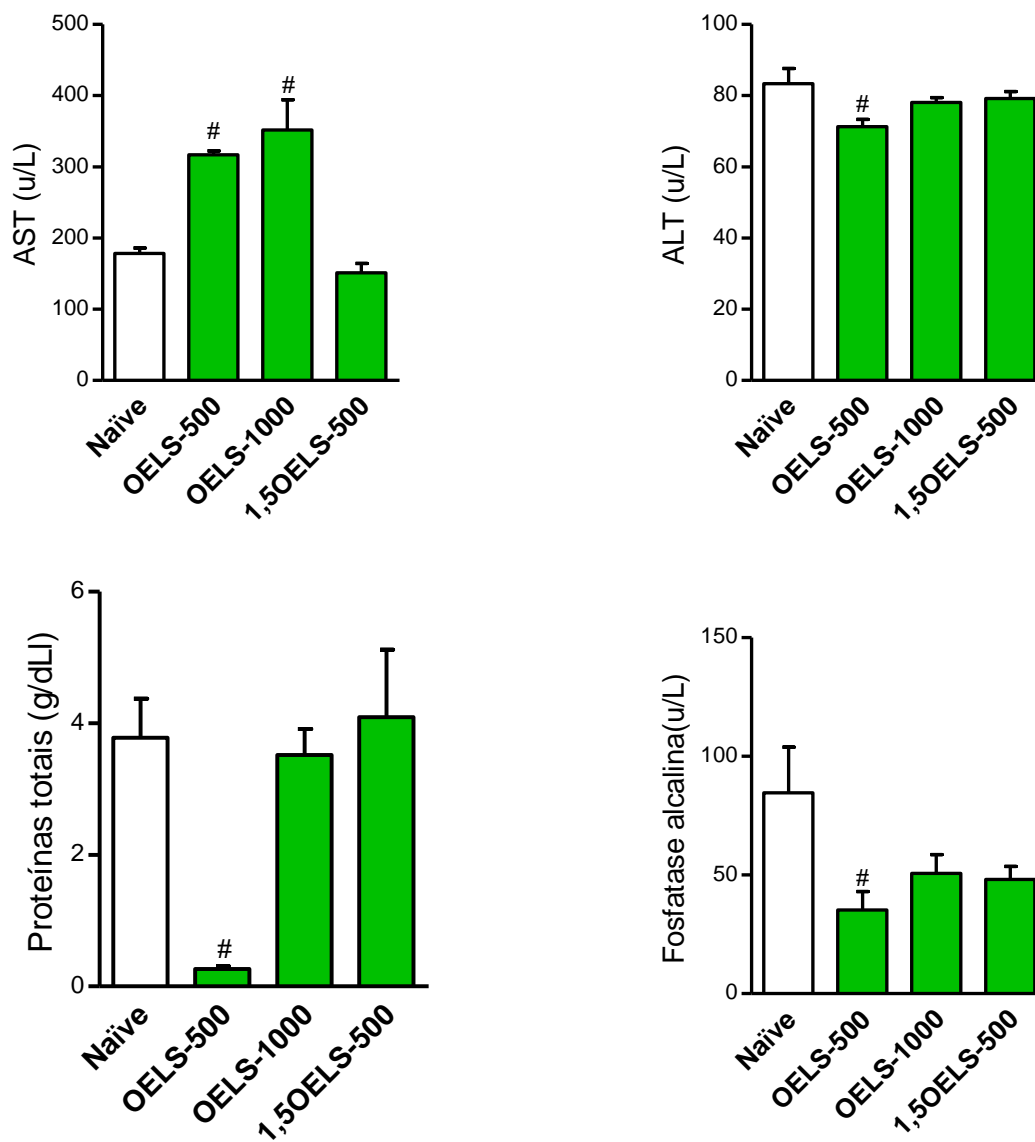 500
400
300
200
100
0
AST (u/L)
#
#
Naïve
OELS-500
OELS-1000
1,5OELS-500
100
80
60
40
20
0
ALT (u/L)
#
Naïve
OELS-500
OELS-1000
1,5OELS-500
6
4
2
0
Proteínas totais (g/dLl)
#
Naïve
OELS-500
OELS-1000
1,5OELS-500
150
100
50
0
Fosfatase alcalina(u/L)
#
Naïve
OELS-500
OELS-1000
1,5OELS-500